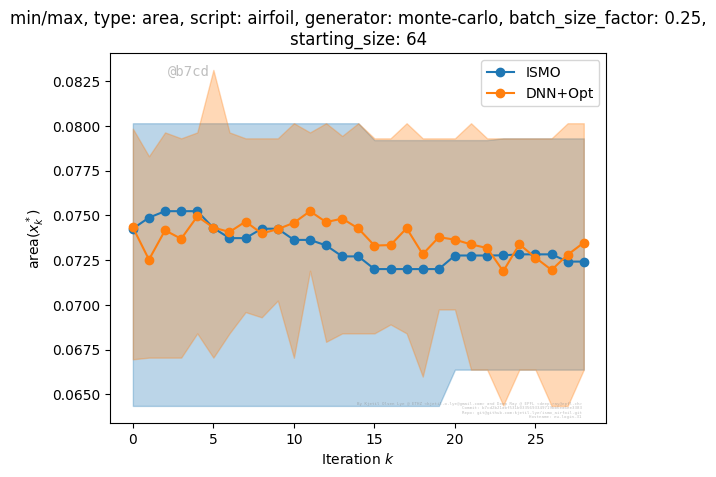 min/max, type: area, script: airfoil, generator: monte-carlo, batch_size_factor: 0.25,
starting_size: 64
@b7cd
ISMO
DNN+Opt
0.0825
0.0800
0.0775
0.0750
0.0725
0.0700
0.0675
0.0650
area(x*k)
0 5 10 15 20 25
Iteration k